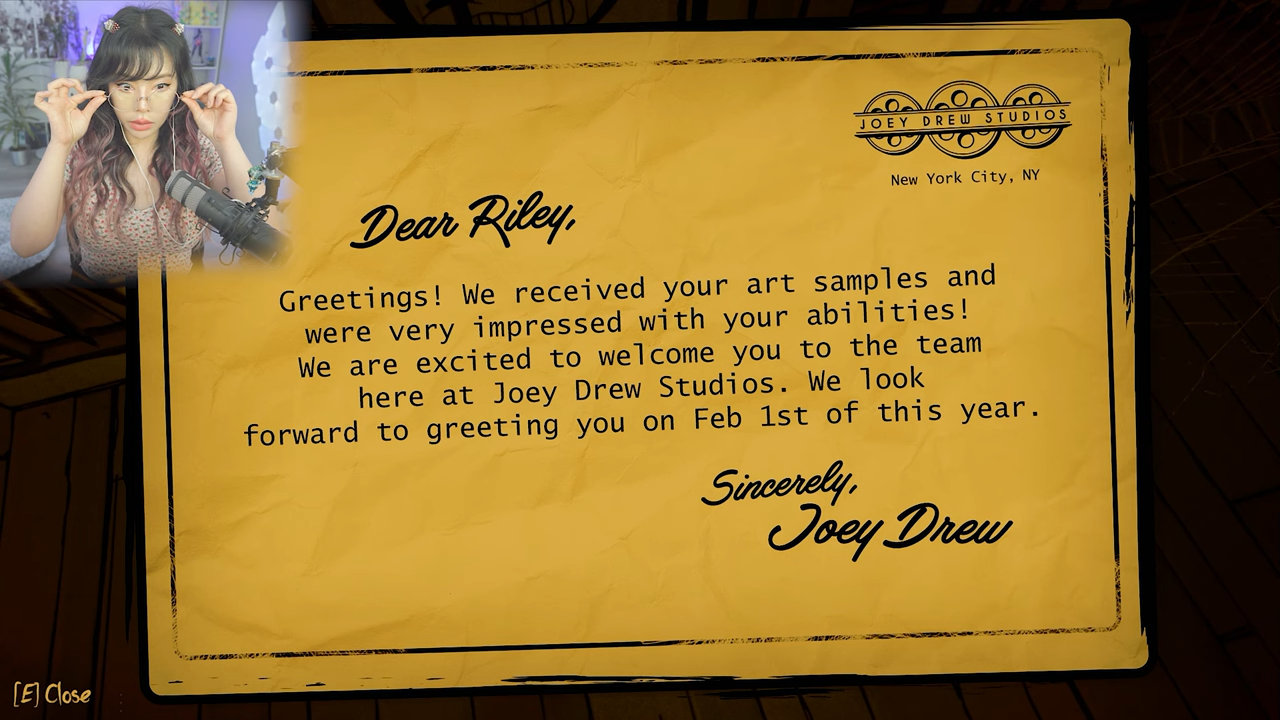 JOEY DREW STUDIOS
New York City, NY
Dear Riley,
Greetings! We received your art samples and
were very impressed with your abilities!
We are excited to welcome you to the team
here at Joey Drew Studios. We look
forward to greeting you on Feb 1st of this year.
Sincerely,
Joey Drew
[E] Close